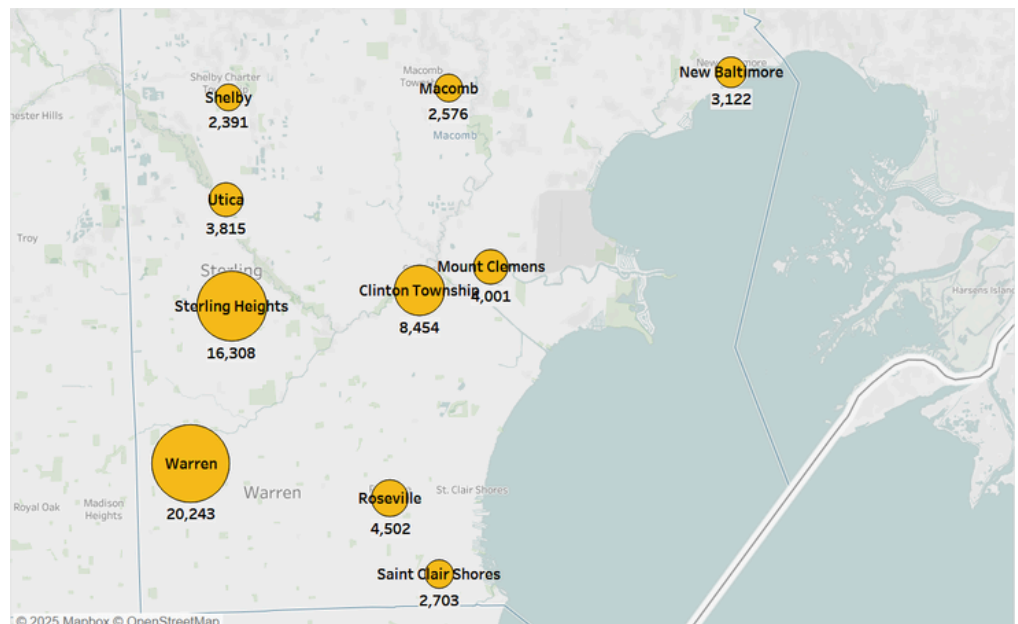 Shelby Charter
Shelby
2,391
Macomb
Macomb
2,576
Macomb
New Baltimore
3,122
hester Hills
Utica
3,815
Troy
Sterling
Sterling Heights
16,308
Mount Clemens
4,001
Clinton Township
8,454
Harsens Island
Warren
20,243
Warren
Royal Oak
Madison
Heights
St. Clair Shores
Roseville
4,502
Saint Clair Shores
2,703
© 2025 Mapbox © OpenStreetMap